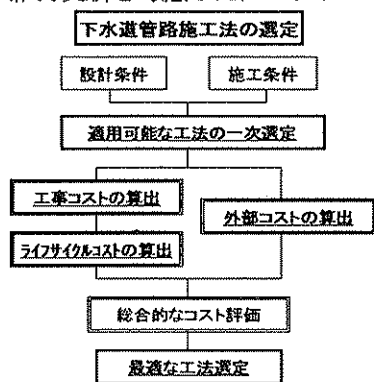 下水道管路施工法の選定
設計条件
施工条件
適用可能な工法の一次選定
工事コストの算出
外部コストの算出
ライフサイクルコストの算出
総合的なコスト評価
最適な工法選定